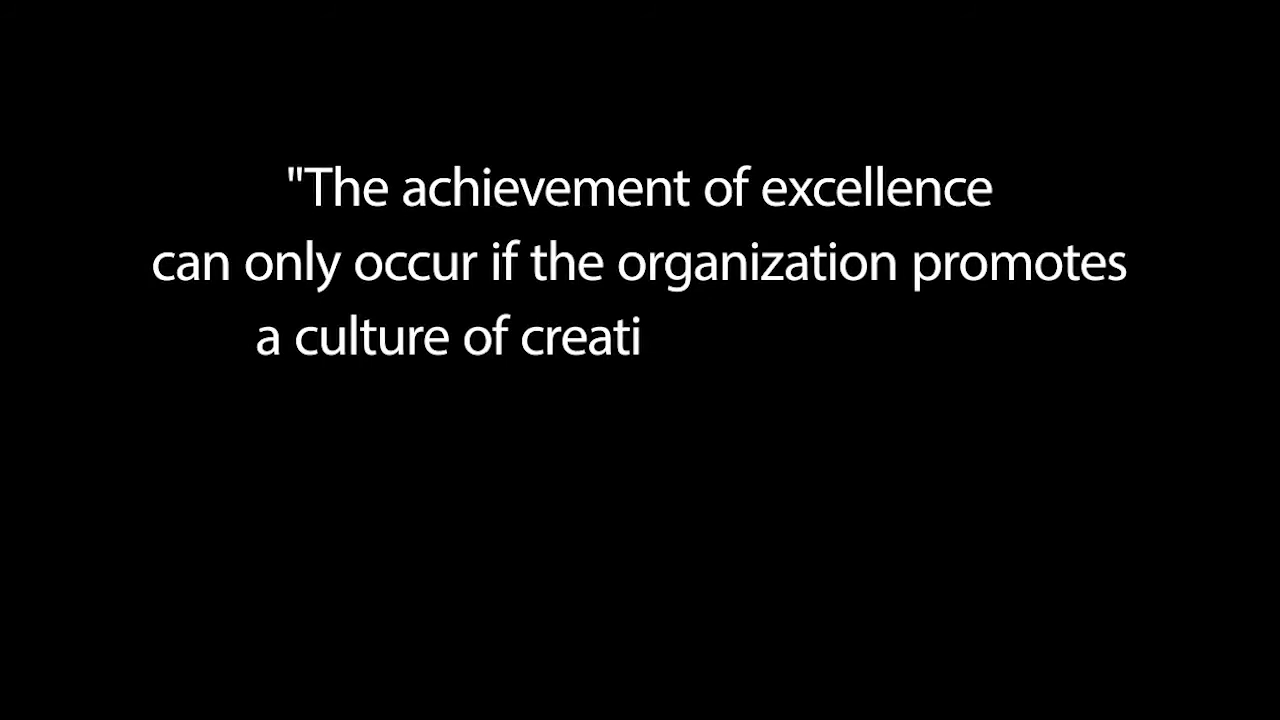 "The achievement of excellence
can only occur if the organization promotes
a culture of creati